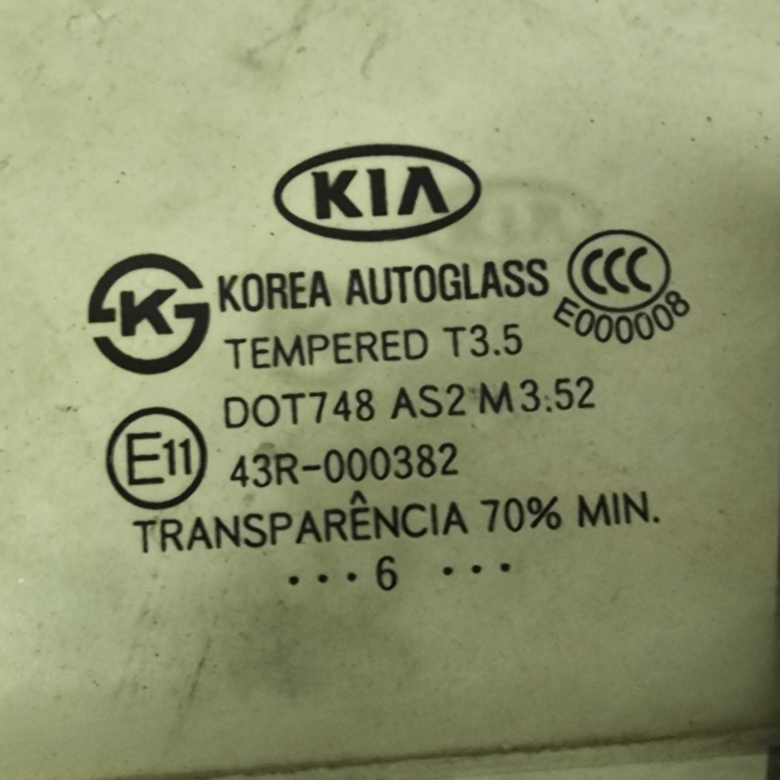 KIA
KOREA AUTOGLASS
CCC
E000008
K
TEMPERED T3.5
DOT748 AS2 M3.52
E11
43R-000382
TRANSPARÊNCIA 70% MIN.
...6 ...